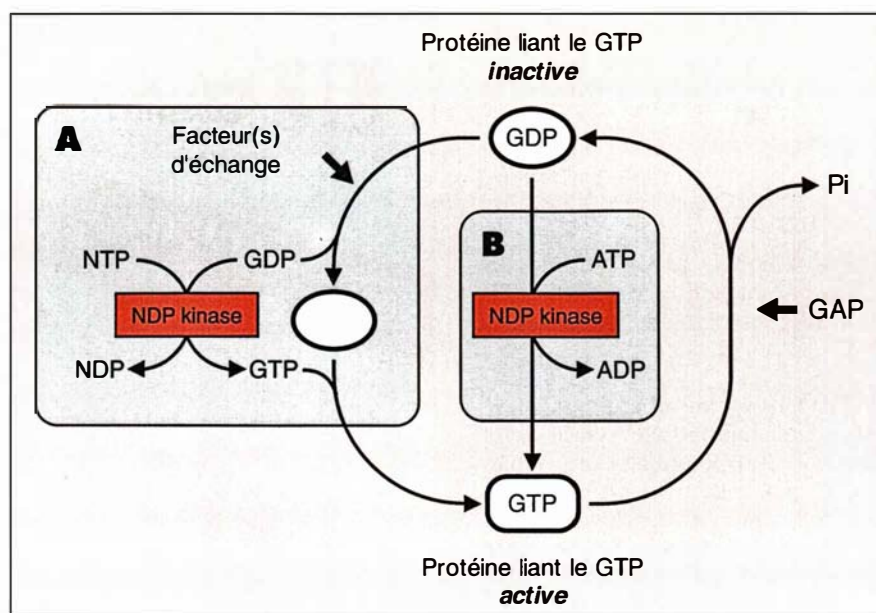 Protéine liant le GTP
inactive
A
Facteur(s)
d'échange
GDP
Pi
B
NTP
GDP
ATP
NDP kinase
NDP kinase
GAP
NDP
GTP
ADP
GTP
Protéine liant le GTP
active